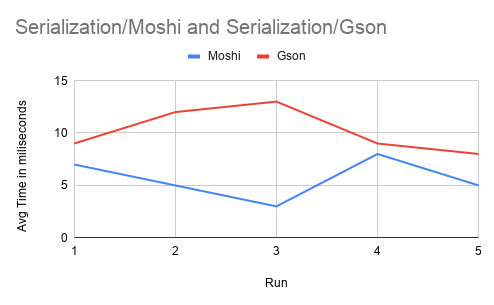 Serialization/Moshi and Serialization/Gson
Moshi Gson
Avg Time in miliseconds
15
10
5
0
1 2 3 4 5
Run